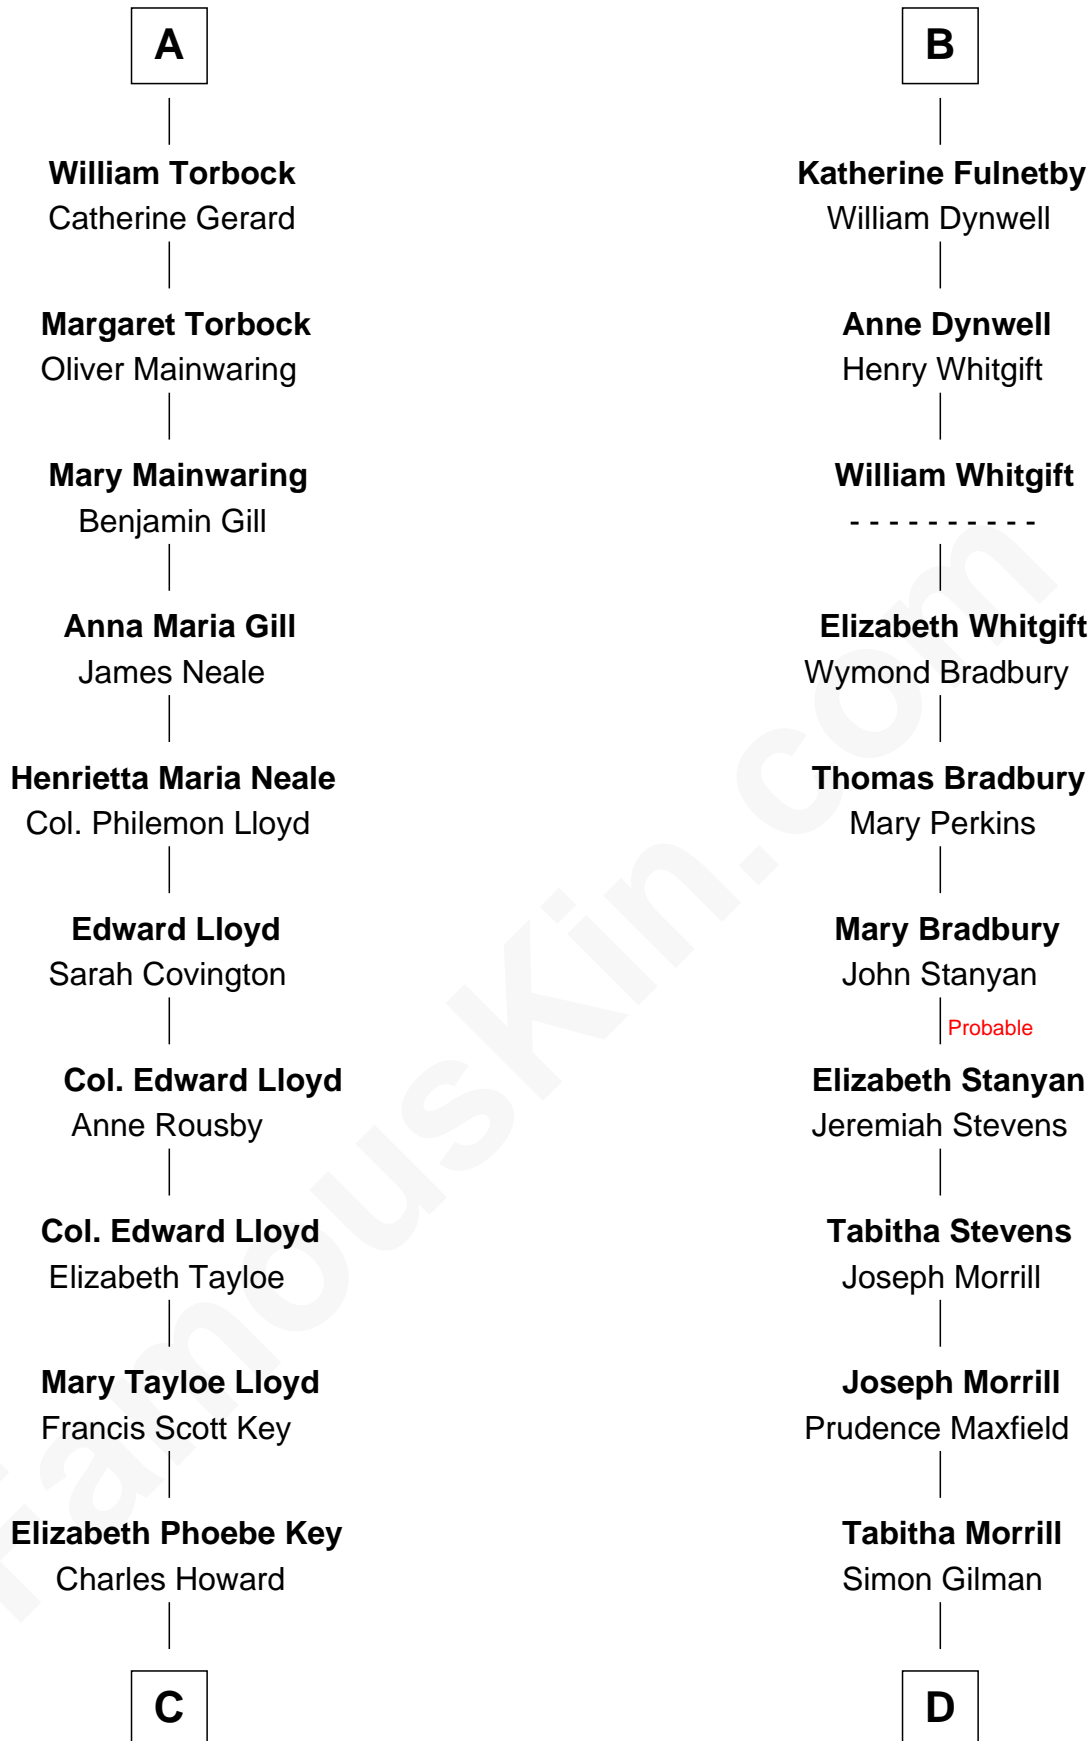 A
William Torbock
Catherine Gerard
Margaret Torbock
Oliver Mainwaring
Mary Mainwaring
Benjamin Gill
Anna Maria Gill
James Neale
Henrietta Maria Neale
Col. Philemon Lloyd
Edward Lloyd
Sarah Covington
Col. Edward Lloyd
Anne Rousby
Col. Edward Lloyd
Elizabeth Tayloe
Mary Tayloe Lloyd
Francis Scott Key
Elizabeth Phoebe Key
Charles Howard
C
B
Katherine Fulnetby
William Dynwell
Anne Dynwell
Henry Whitgift
William Whitgift
- - - - - - - - - -
Elizabeth Whitgift
Wymond Bradbury
Thomas Bradbury
Mary Perkins
Mary Bradbury
John Stanyan
Probable
Elizabeth Stanyan
Jeremiah Stevens
Tabitha Stevens
Joseph Morrill
Joseph Morrill
Prudence Maxfield
Tabitha Morrill
Simon Gilman
D
FamousKin.com